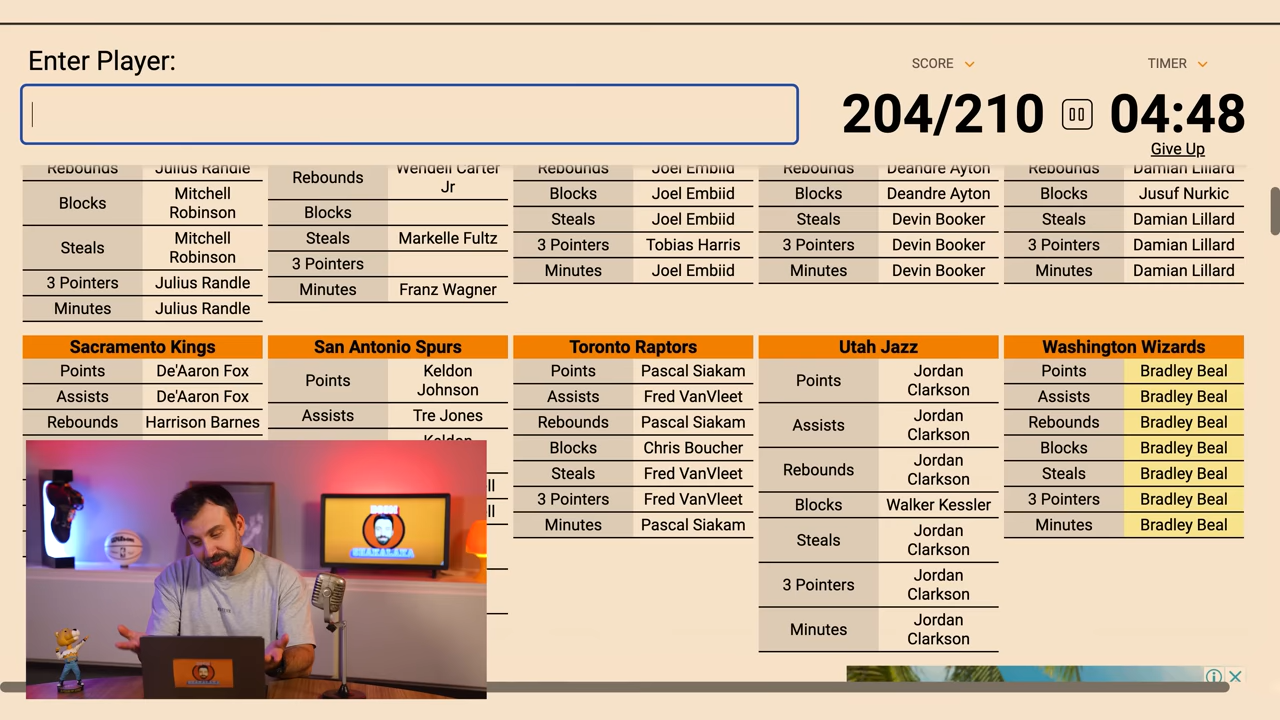 Enter Player:
SCORE
TIMER
204/210
04:48
Give Up
Rebounds Julius Randle
Blocks Mitchell
Robinson
Steals Mitchell
Robinson
3 Pointers Julius Randle
Minutes Julius Randle
Rebounds Wendell Carter
Jr
Blocks
Steals Markelle Fultz
3 Pointers
Minutes Franz Wagner
Rebounds Joel Embiid
Blocks Joel Embiid
Steals Joel Embiid
3 Pointers Tobias Harris
Minutes Joel Embiid
Rebounds Deandre Ayton
Blocks Deandre Ayton
Steals Devin Booker
3 Pointers Devin Booker
Minutes Devin Booker
Rebounds Damian Lillard
Blocks Jusuf Nurkic
Steals Damian Lillard
3 Pointers Damian Lillard
Minutes Damian Lillard
Sacramento Kings
Points De'Aaron Fox
Assists De'Aaron Fox
Rebounds Harrison Barnes
San Antonio Spurs
Points Keldon
Johnson
Assists Tre Jones
Keldon
Toronto Raptors
Points Pascal Siakam
Assists Fred VanVleet
Rebounds Pascal Siakam
Blocks Chris Boucher
Steals Fred VanVleet
3 Pointers Fred VanVleet
Minutes Pascal Siakam
Utah Jazz
Points Jordan
Clarkson
Assists Jordan
Clarkson
Rebounds Jordan
Clarkson
Blocks Walker Kessler
Steals Jordan
Clarkson
3 Pointers Jordan
Clarkson
Minutes Jordan
Clarkson
Washington Wizards
Points Bradley Beal
Assists Bradley Beal
Rebounds Bradley Beal
Blocks Bradley Beal
Steals Bradley Beal
3 Pointers Bradley Beal
Minutes Bradley Beal